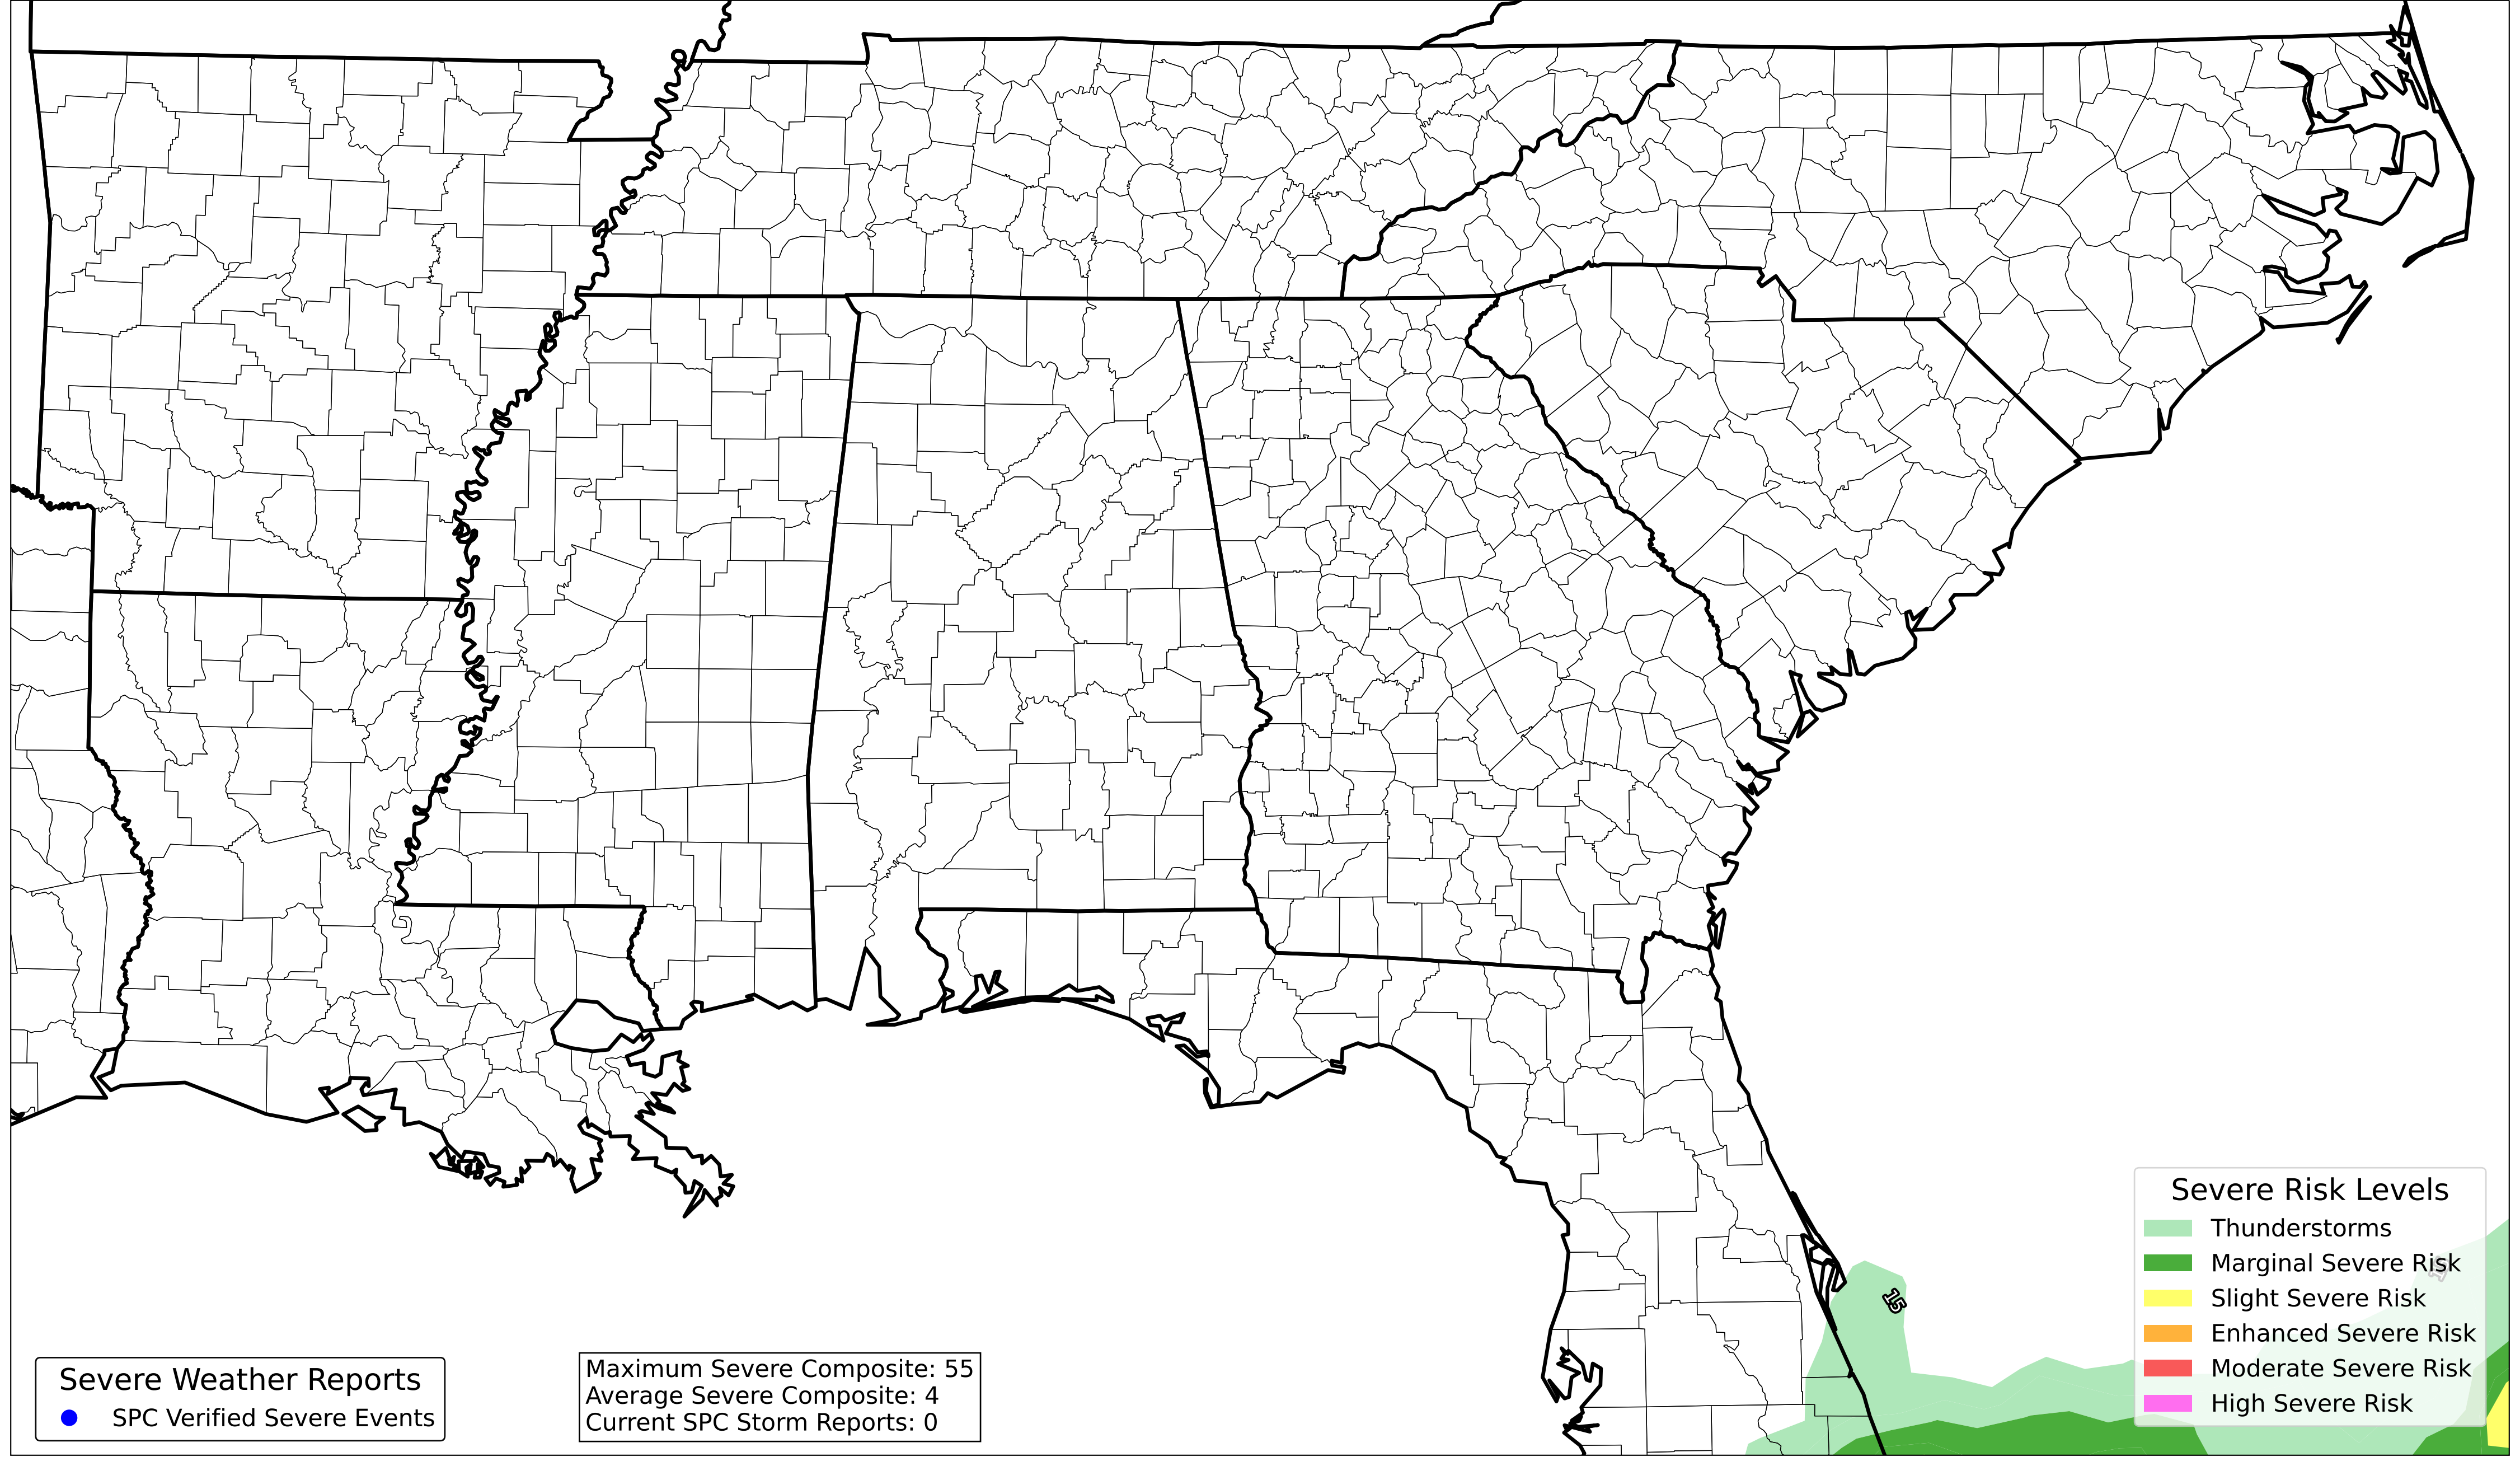 15
Severe Risk Levels
Thunderstorms
Marginal Severe Risk
Slight Severe Risk
Enhanced Severe Risk
Moderate Severe Risk
High Severe Risk
Severe Weather Reports
SPC Verified Severe Events
Maximum Severe Composite: 55
Average Severe Composite: 4
Current SPC Storm Reports: 0